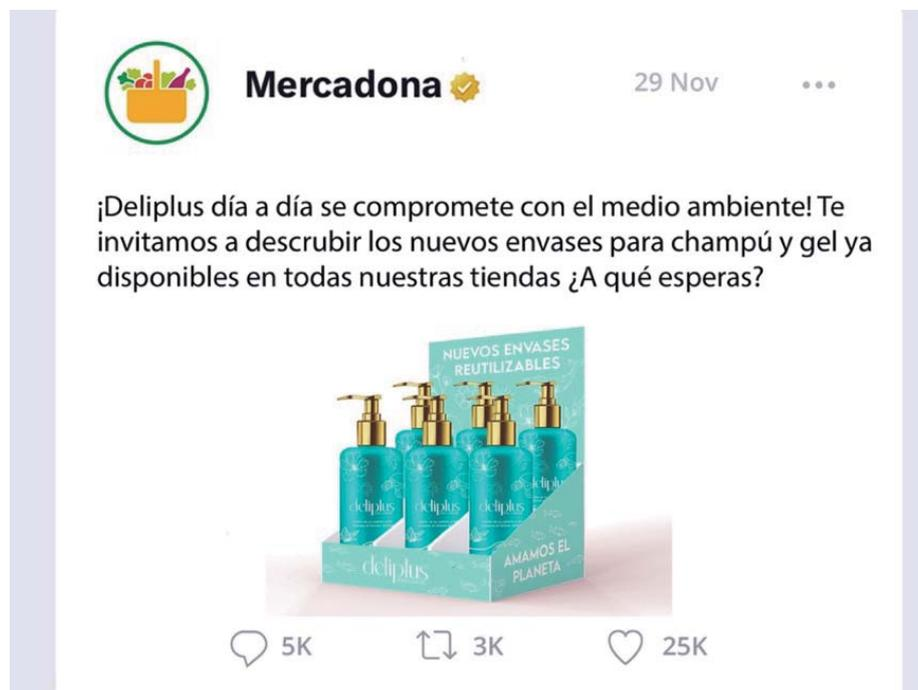 Mercadona
29 Nov
¡Deliplus día a día se compromete con el medio ambiente! Te
invitamos a descrubir los nuevos envases para champú y gel ya
disponibles en todas nuestras tiendas ¿A qué esperas?
NUEVOS ENVASES
REUTILIZABLES
deliplus
deliplus
deliplus
deliplus
deliplus
AMAMOS EL
PLANETA
5K
3K
25K